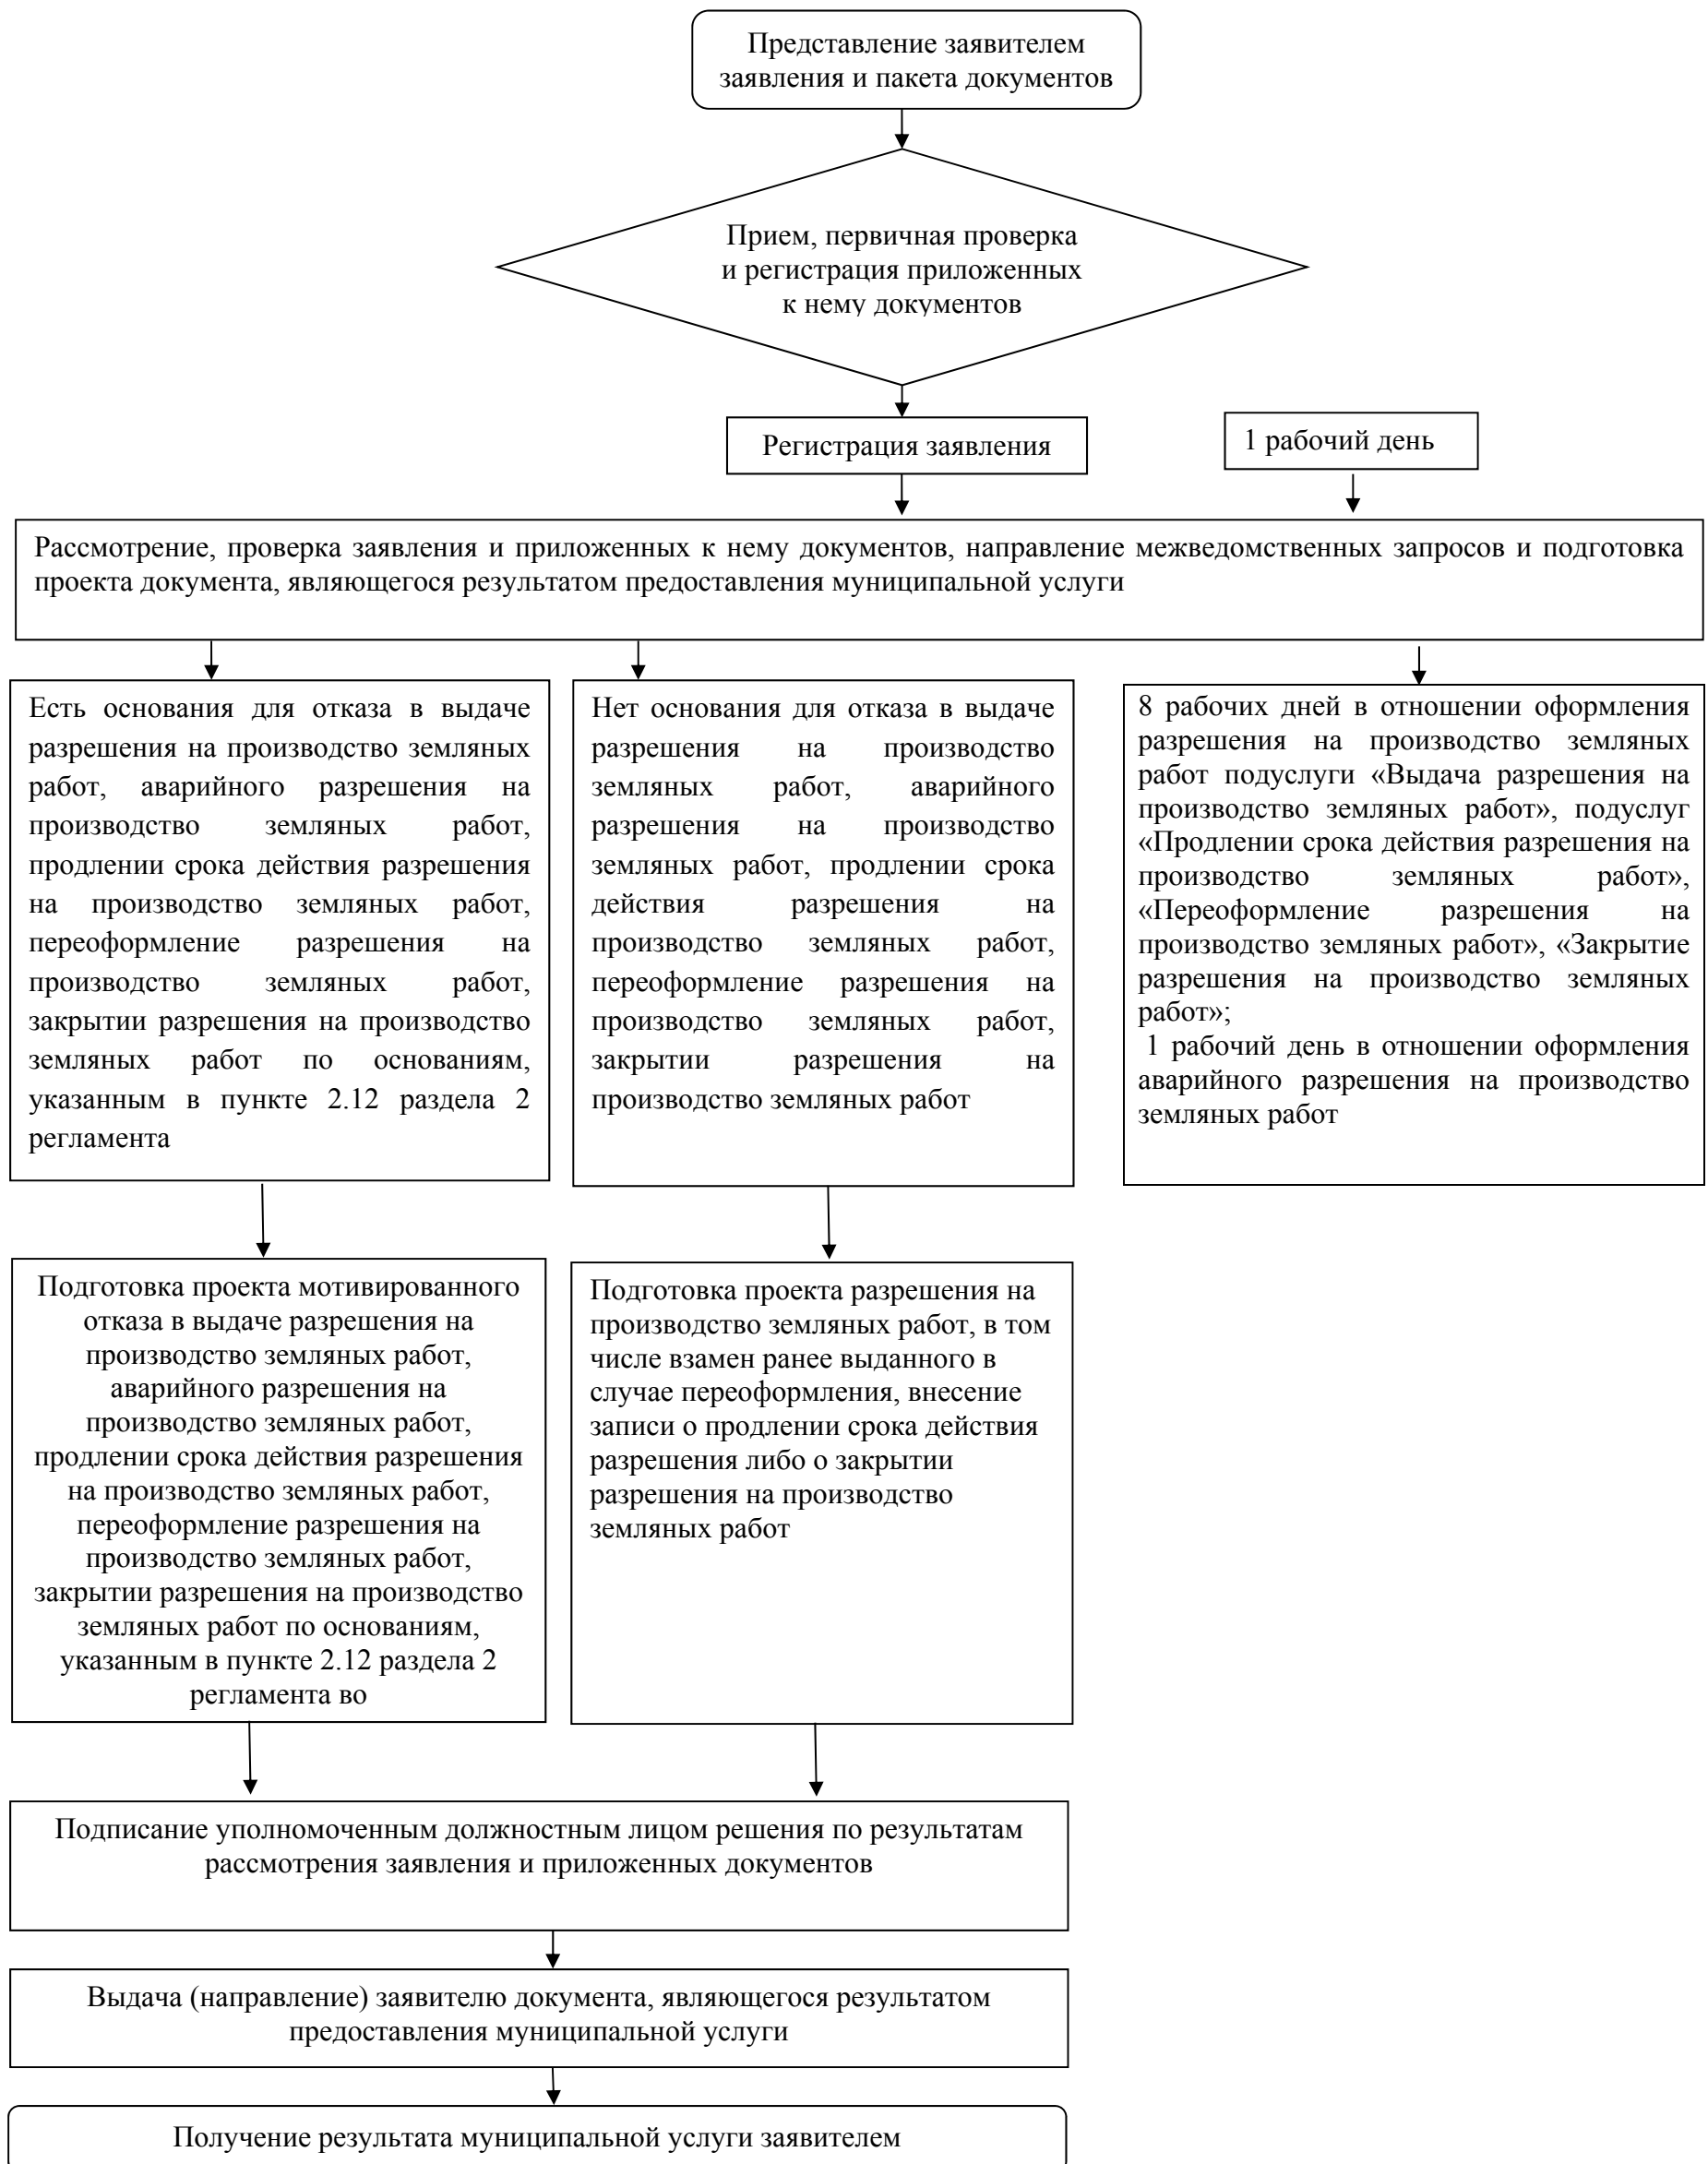 Представление заявителем
заявления и пакета документов
Прием, первичная проверка
и регистрация приложенных
к нему документов
Регистрация заявления
1 рабочий день
Рассмотрение, проверка заявления и приложенных к нему документов, направление межведомственных запросов и подготовка
проекта документа, являющегося результатом предоставления муниципальной услуги
Есть основания для отказа в выдаче
разрешения на производство земляных
работ, аварийного разрешения на
производство земляных работ,
продлении срока действия разрешения
на производство земляных работ,
переоформление разрешения на
производство земляных работ,
закрытии разрешения на производство
земляных работ по основаниям,
указанным в пункте 2.12 раздела 2
регламента
Нет основания для отказа в выдаче
разрешения на производство
земляных работ, аварийного
разрешения на производство
земляных работ, продлении срока
действия разрешения на
производство земляных работ,
переоформление разрешения на
производство земляных работ,
закрытии разрешения на
производство земляных работ
8 рабочих дней в отношении оформления
разрешения на производство земляных
работ подуслуги «Выдача разрешения на
производство земляных работ», подуслуг
«Продлении срока действия разрешения на
производство земляных работ»,
«Переоформление разрешения на
производство земляных работ», «Закрытие
разрешения на производство земляных
работ»;
1 рабочий день в отношении оформления
аварийного разрешения на производство
земляных работ
Подготовка проекта мотивированного
отказа в выдаче разрешения на
производство земляных работ,
аварийного разрешения на
производство земляных работ,
продлении срока действия разрешения
на производство земляных работ,
переоформление разрешения на
производство земляных работ,
закрытии разрешения на производство
земляных работ по основаниям,
указанным в пункте 2.12 раздела 2
регламента во
Подготовка проекта разрешения на
производство земляных работ, в том
числе взамен ранее выданного в
случае переоформления, внесение
записи о продлении срока действия
разрешения либо о закрытии
разрешения на производство
земляных работ
Подписание уполномоченным должностным лицом решения по результатам
рассмотрения заявления и приложенных документов
Выдача (направление) заявителю документа, являющегося результатом
предоставления муниципальной услуги
Получение результата муниципальной услуги заявителем